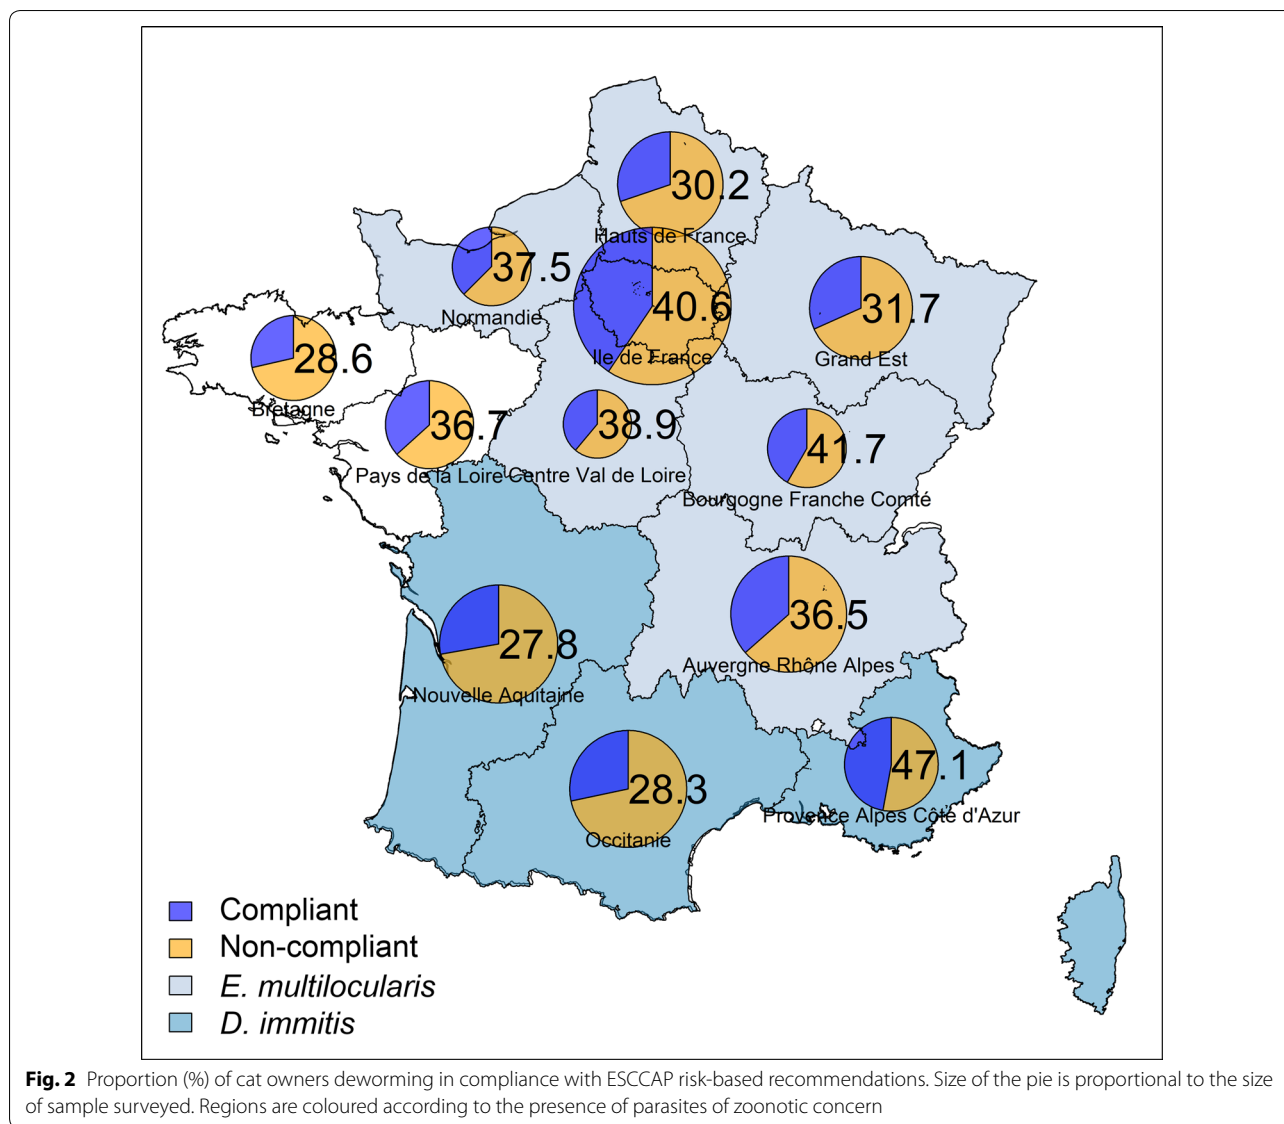 30.2
Hauts de France
37.5
Normandie
40.6
Ile de France
31.7
Grand Est
28.6
Bretagne
36.7
Pays de la Loire
38.9
Centre Val de Loire
41.7
Bourgogne Franche Comté
36.5
Auvergne Rhône Alpes
27.8
Nouvelle Aquitaine
47.1
Provence Alpes Côte d'Azur
28.3
Occitanie
Compliant
Non-compliant
E. multilocularis
D. immitis
Fig. 2 Proportion (%) of cat owners deworming in compliance with ESCCAP risk-based recommendations. Size of the pie is proportional to the size
of sample surveyed. Regions are coloured according to the presence of parasites of zoonotic concern